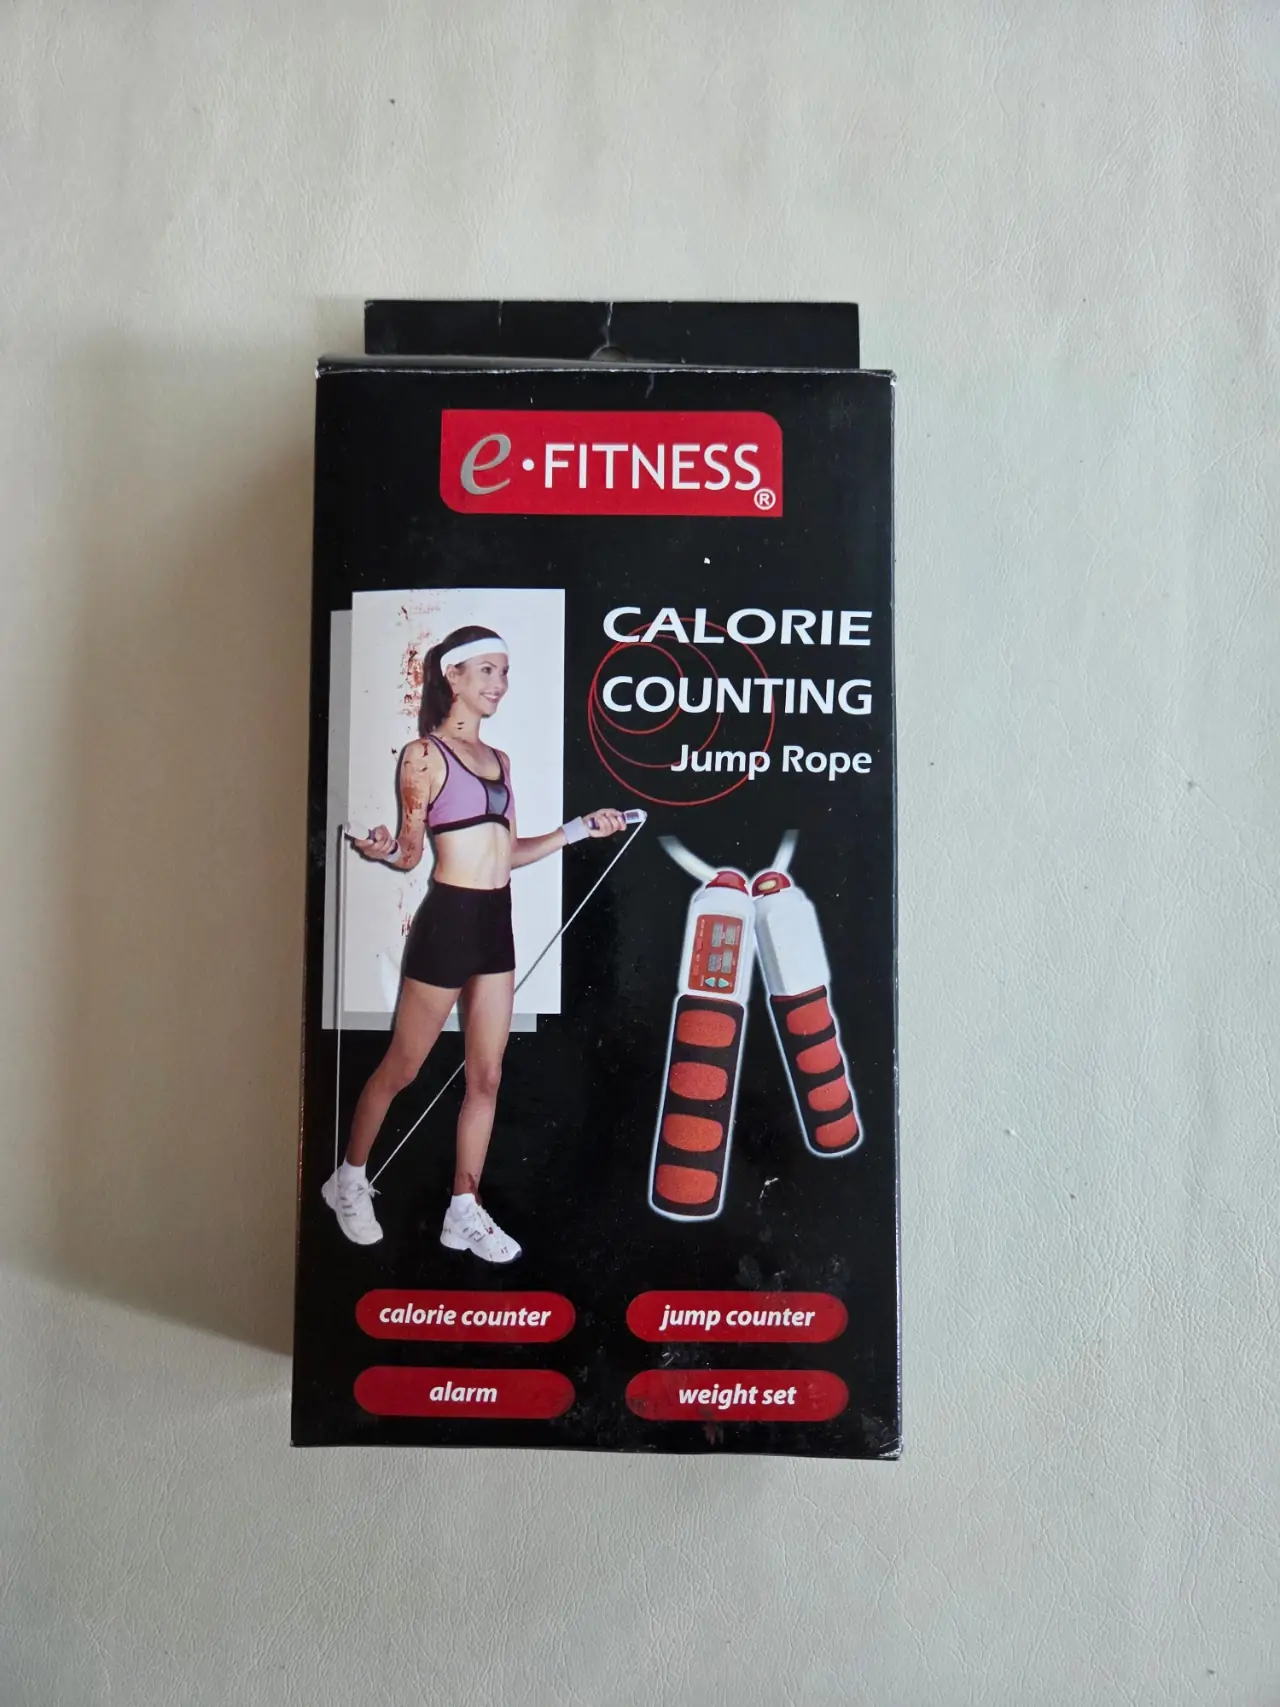 e·FITNESS®
CALORIE
COUNTING
Jump Rope
calorie counter
jump counter
alarm
weight set